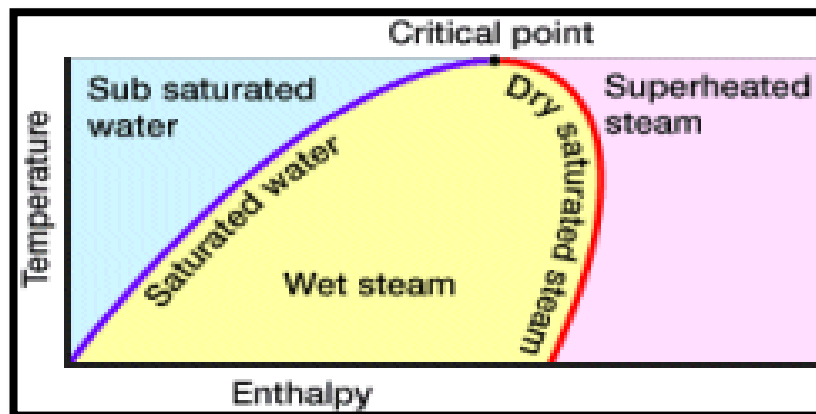 Critical point
Sub saturated
water
Dry saturated steam
Superheated
steam
Temperature
Saturated water
Wet steam
Enthalpy